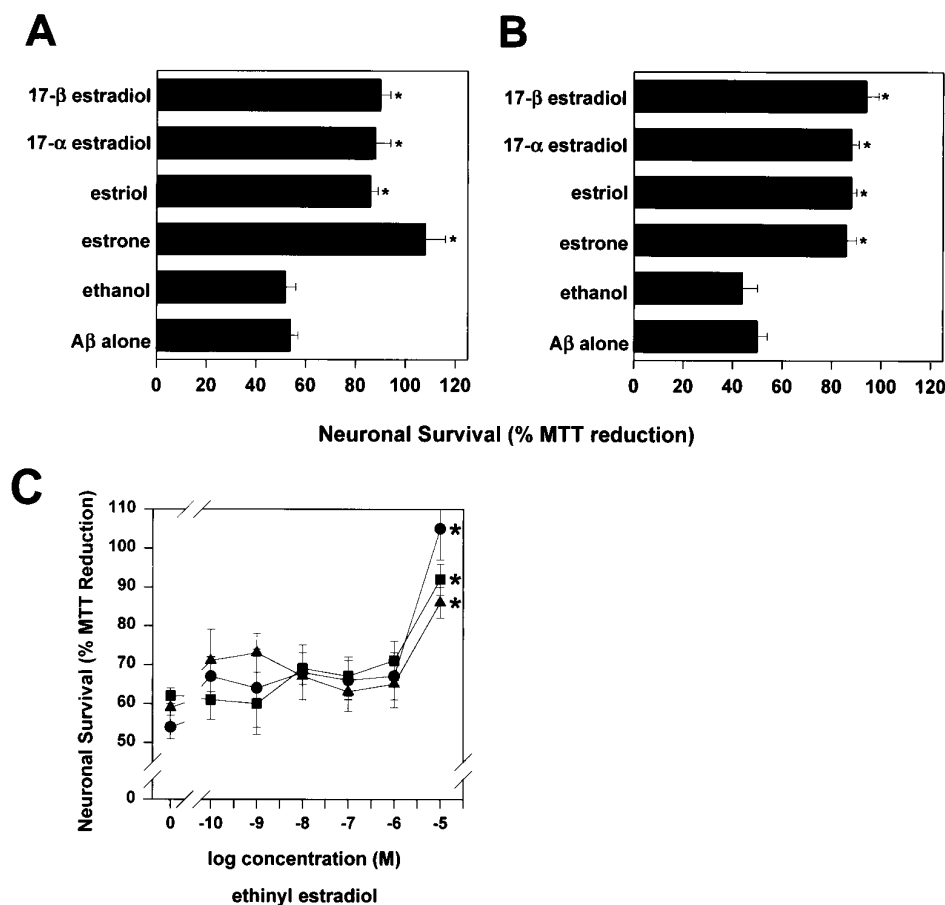 A
17-β estradiol
17-α estradiol
estriol
estrone
ethanol
Aβ alone
*
*
*
*
0 20 40 60 80 100 120
B
17-β estradiol
17-α estradiol
estriol
estrone
ethanol
Aβ alone
*
*
*
*
0 20 40 60 80 100 120
Neuronal Survival (% MTT reduction)
C
Neuronal Survival (% MTT Reduction)
110
100
90
80
70
60
50
0
*
*
*
0 -10 -9 -8 -7 -6 -5
log concentration (M)
ethinyl estradiol